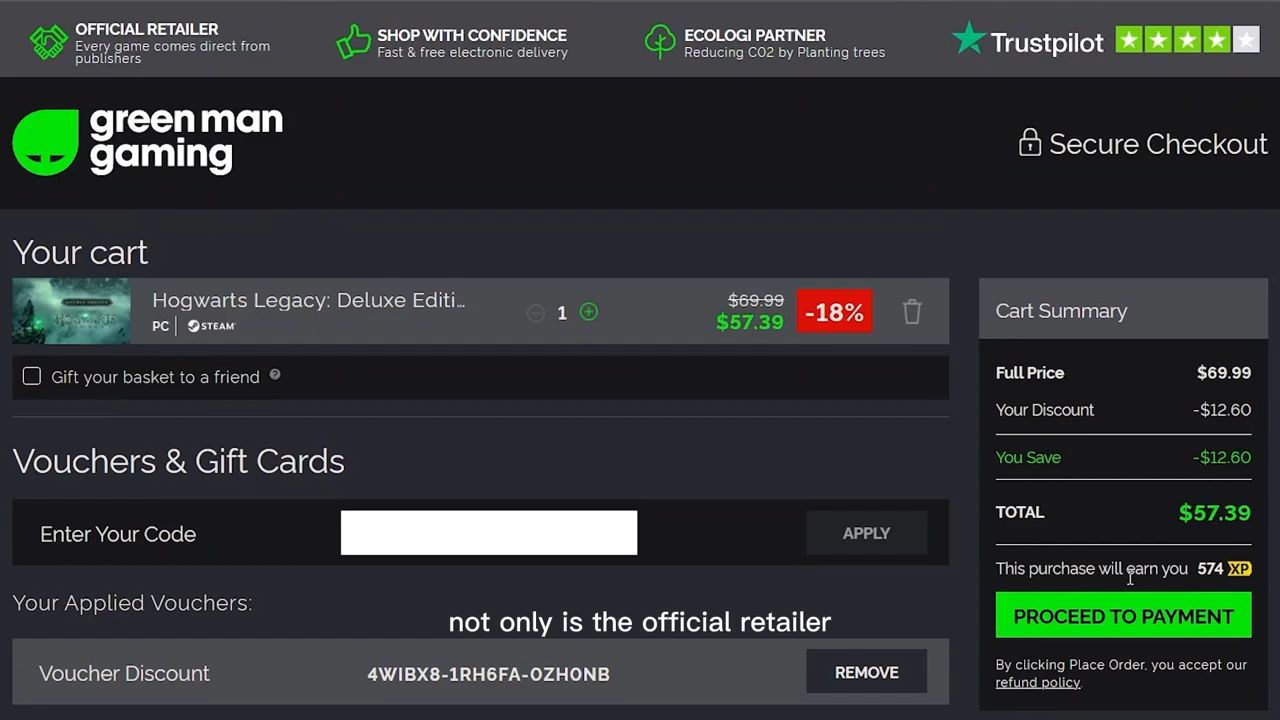 OFFICIAL RETAILER
Every game comes direct from
publishers
SHOP WITH CONFIDENCE
Fast & free electronic delivery
ECOLOGI PARTNER
Reducing CO2 by Planting trees
Trustpilot
green man
gaming
Secure Checkout
Your cart
Hogwarts Legacy: Deluxe Editi...
PC | STEAM
1
$69.99
$57.39
-18%
Gift your basket to a friend ?
Vouchers & Gift Cards
Enter Your Code
APPLY
Your Applied Vouchers:
Voucher Discount
4WIBX8-1RH6FA-OZH0NB
REMOVE
Cart Summary
Full Price $69.99
Your Discount -$12.60
You Save -$12.60
TOTAL $57.39
This purchase will earn you 574 XP
PROCEED TO PAYMENT
By clicking Place Order, you accept our
refund policy.
not only is the official retailer